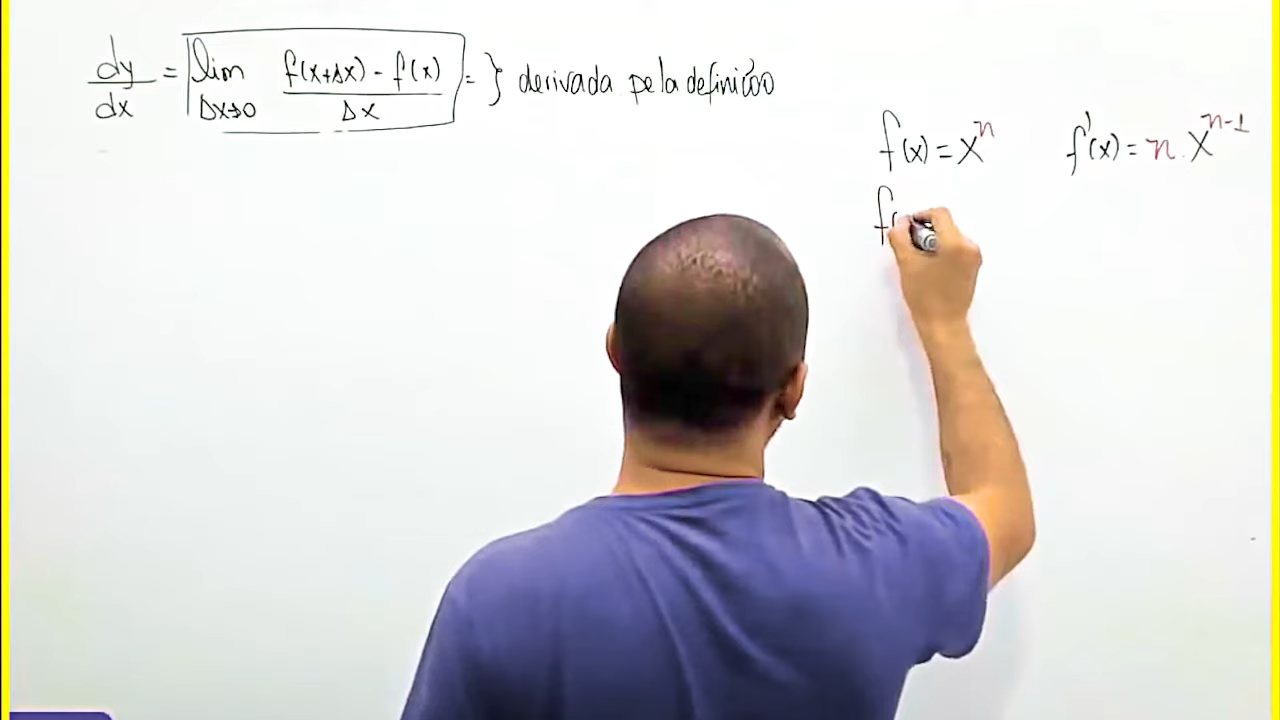 dy/dx = lim Δx→0 f(x+Δx) - f(x) / Δx = } derivada pela definição
f(x) = x^n f'(x) = n . x^(n-1)
f(